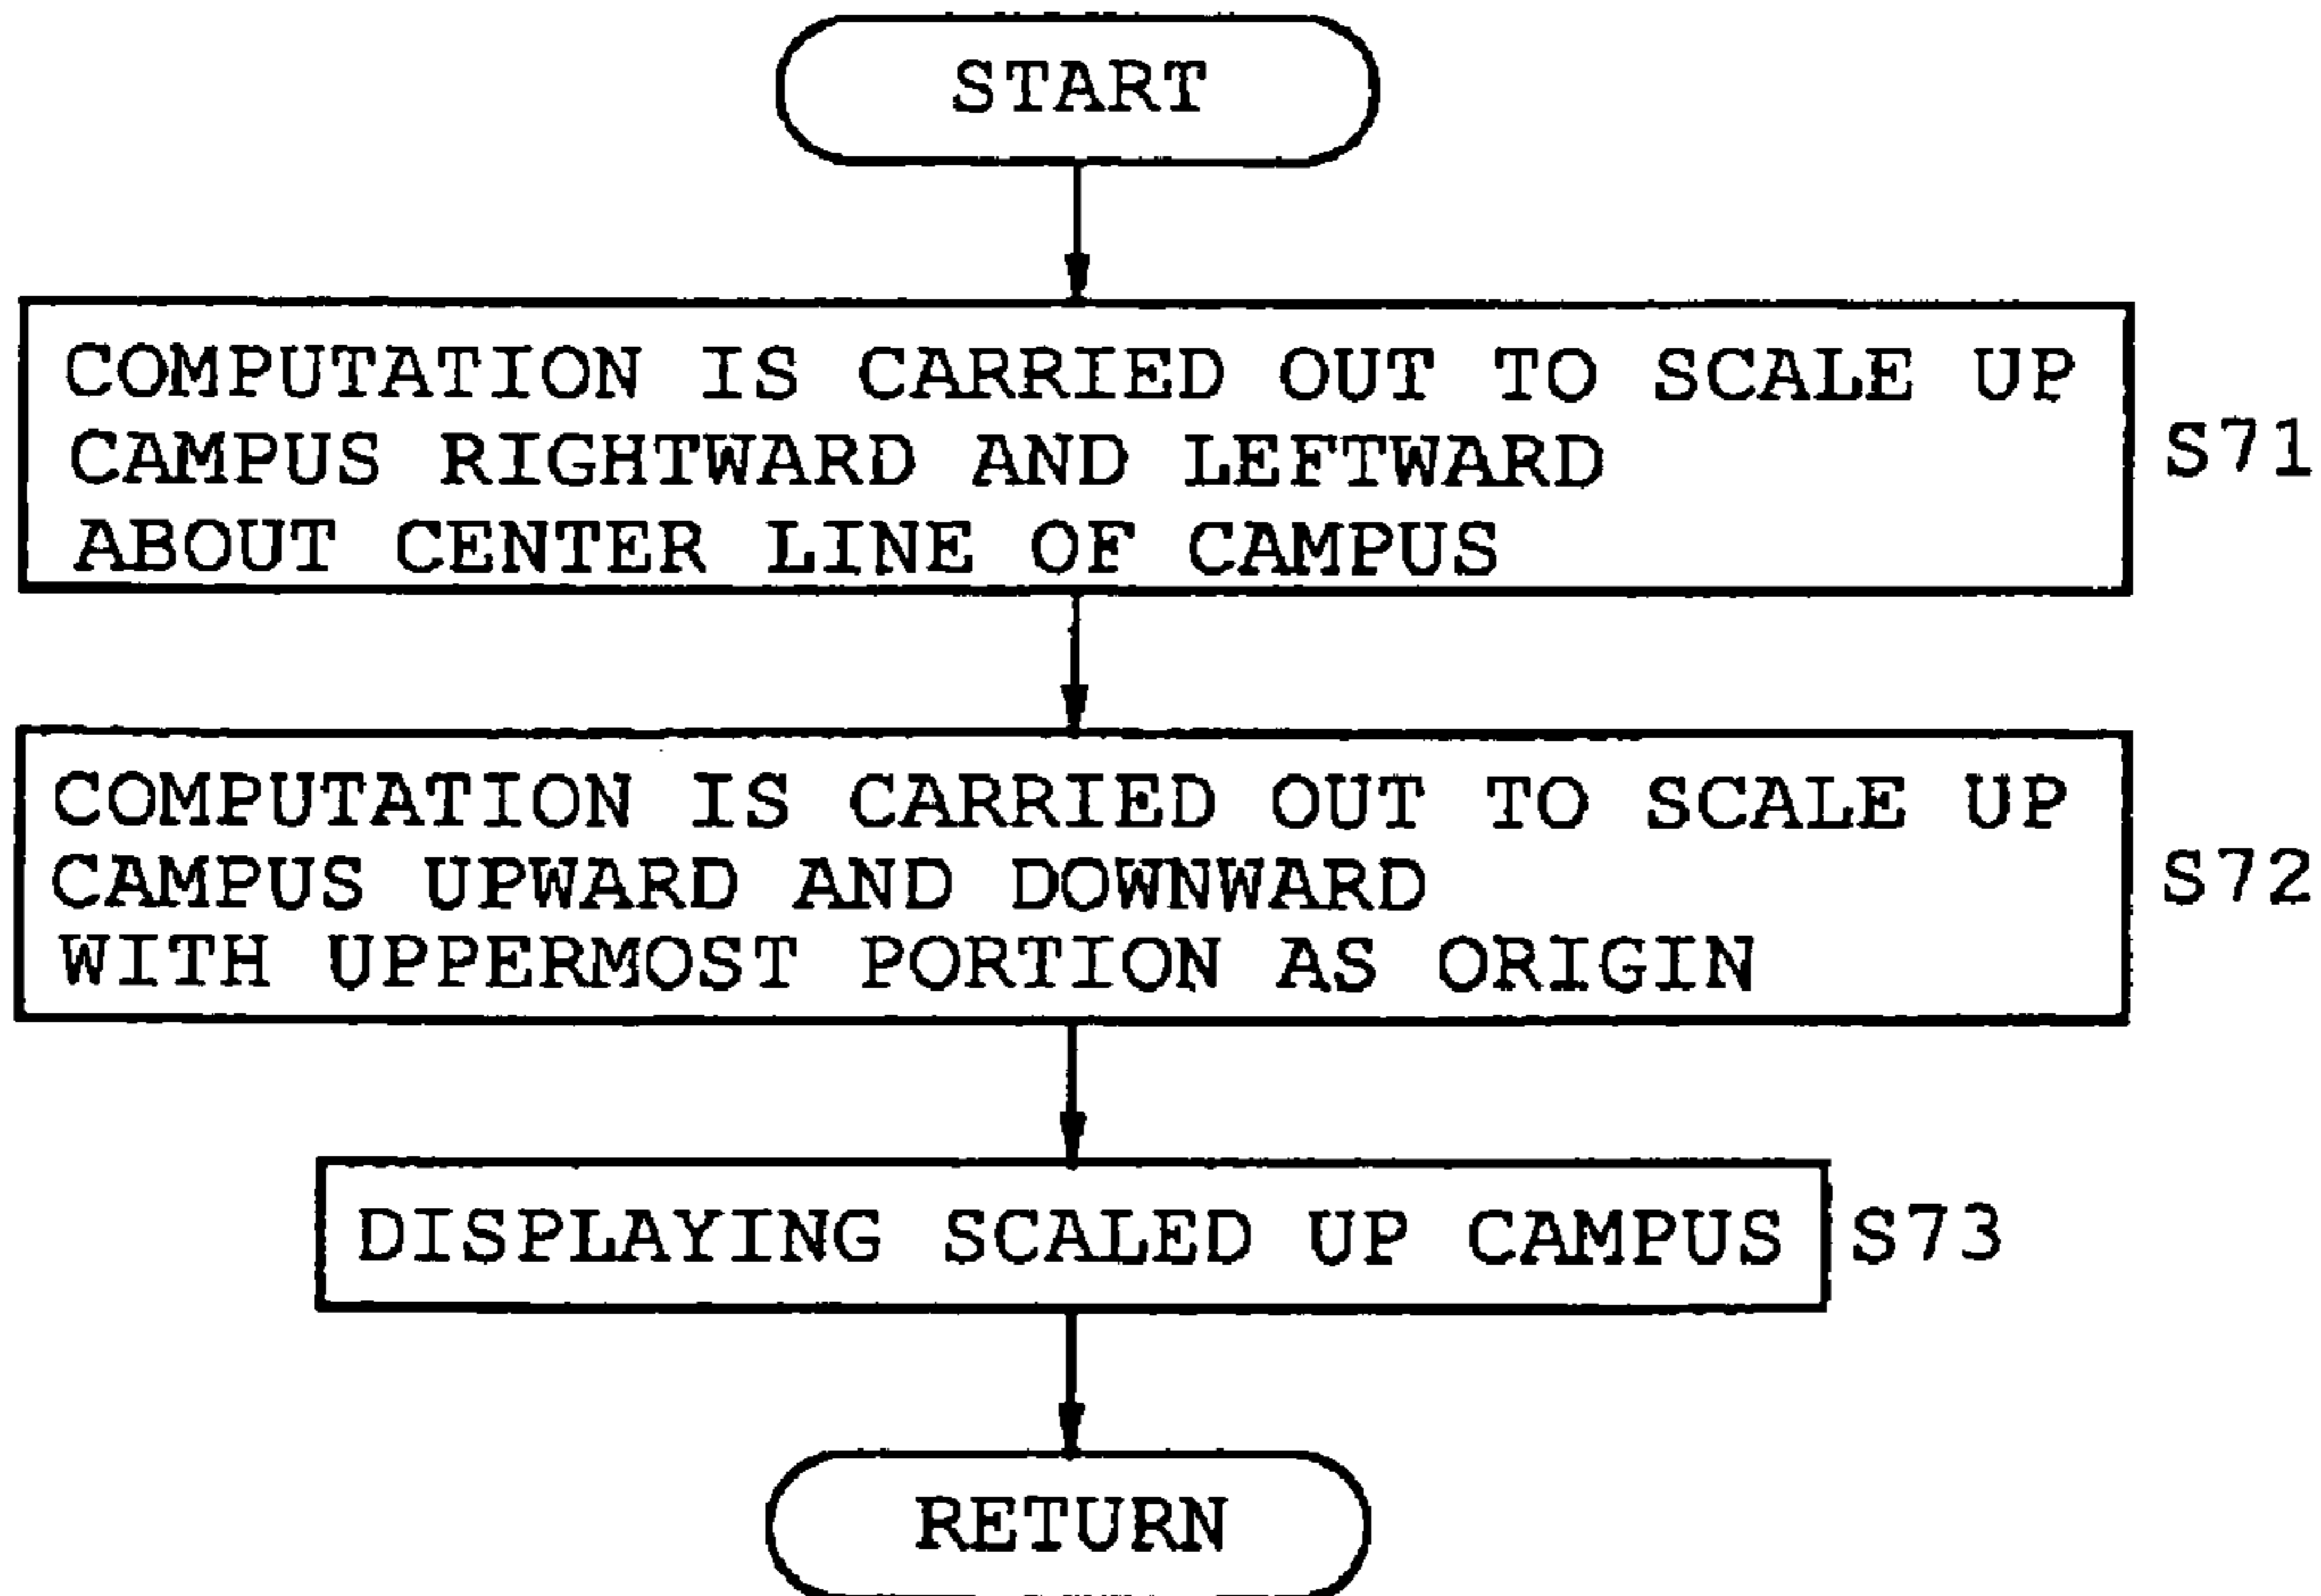 START
COMPUTATION IS CARRIED OUT TO SCALE UP
CAMPUS RIGHTWARD AND LEFTWARD
ABOUT CENTER LINE OF CAMPUS
S71
COMPUTATION IS CARRIED OUT TO SCALE UP
CAMPUS UPWARD AND DOWNWARD
WITH UPPERMOST PORTION AS ORIGIN
S72
DISPLAYING SCALED UP CAMPUS
S73
RETURN